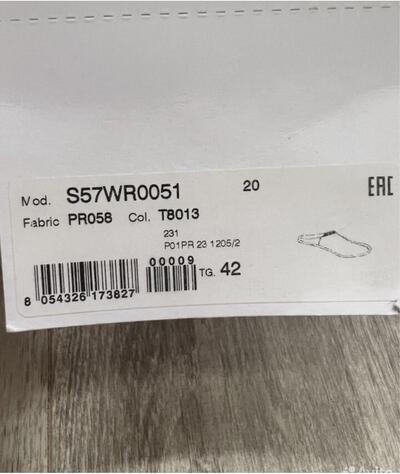 Mod. S57WR0051 20 EAC
Fabric PR058 Col. T8013
231
P01PR 23 1205/2
00009
TG. 42
8 054326 173827
Avito